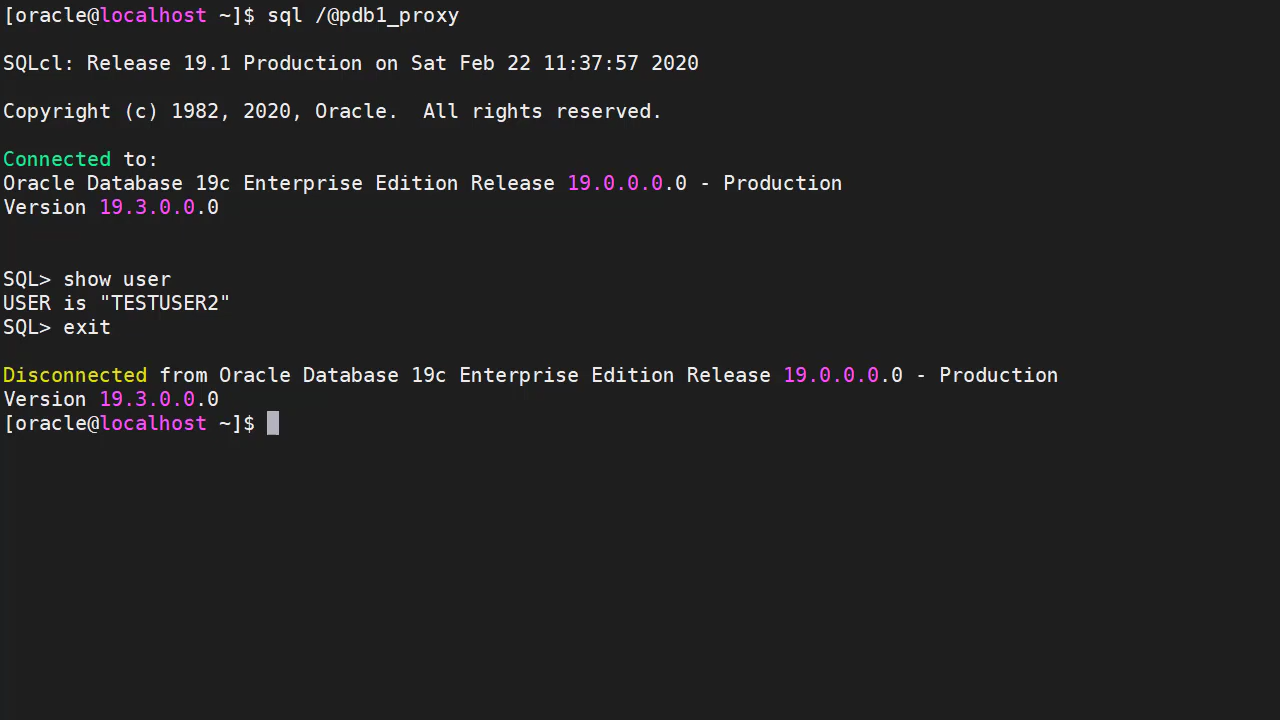 [oracle@localhost ~]$ sql /@pdb1_proxy
SQLcl: Release 19.1 Production on Sat Feb 22 11:37:57 2020
Copyright (c) 1982, 2020, Oracle.  All rights reserved.
Connected to:
Oracle Database 19c Enterprise Edition Release 19.0.0.0.0 - Production
Version 19.3.0.0.0
SQL> show user
USER is "TESTUSER2"
SQL> exit
Disconnected from Oracle Database 19c Enterprise Edition Release 19.0.0.0.0 - Production
Version 19.3.0.0.0
[oracle@localhost ~]$